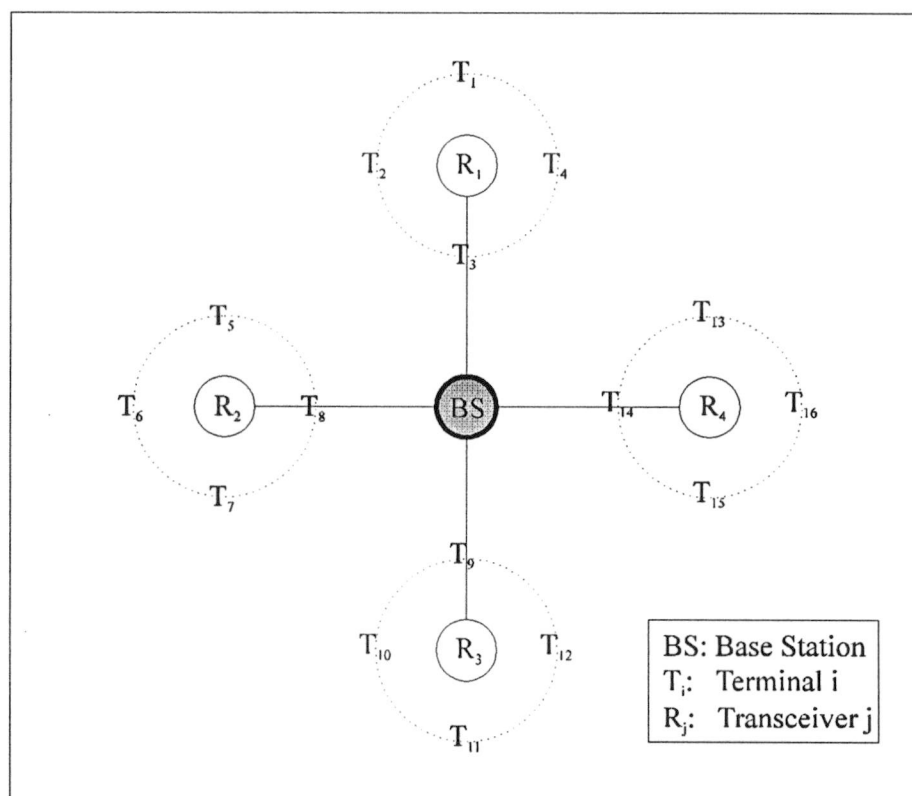 T₁
T₂ R₁ T₄
T₃
T₅ T₁₃
T₆ R₂ T₈ BS T₁₄ R₄ T₁₆
T₇ T₁₅
T₉
T₁₀ R₃ T₁₂
T₁₁
BS: Base Station
Tᵢ: Terminal i
Rⱼ: Transceiver j